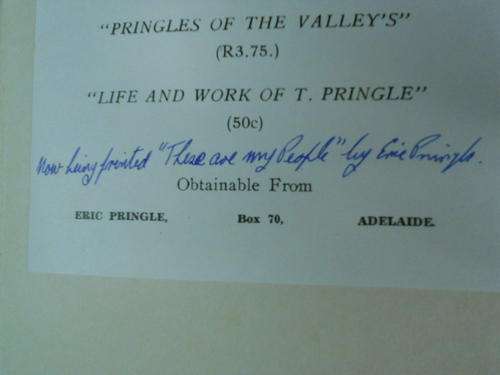 "PRINGLES OF THE VALLEY'S"
(R3.75.)
"LIFE AND WORK OF T. PRINGLE"
(50c)
Now being printed "These are my People" by Eric Pringle.
Obtainable From
ERIC PRINGLE, Box 70, ADELAIDE.